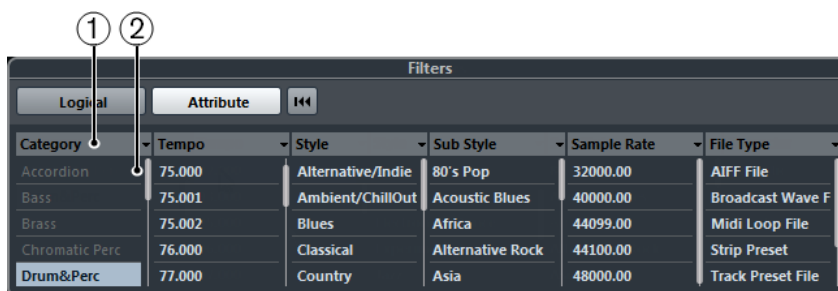 1 2
Filters
Logical Attribute
Category Tempo Style Sub Style Sample Rate File Type
Accordion 75.000 Alternative/Indie 80's Pop 32000.00 AIFF File
Bass 75.001 Ambient/ChillOut Acoustic Blues 40000.00 Broadcast Wave F
Brass 75.002 Blues Africa 44099.00 Midi Loop File
Chromatic Perc 76.000 Classical Alternative Rock 44100.00 Strip Preset
Drum&Perc 77.000 Country Asia 48000.00 Track Preset File